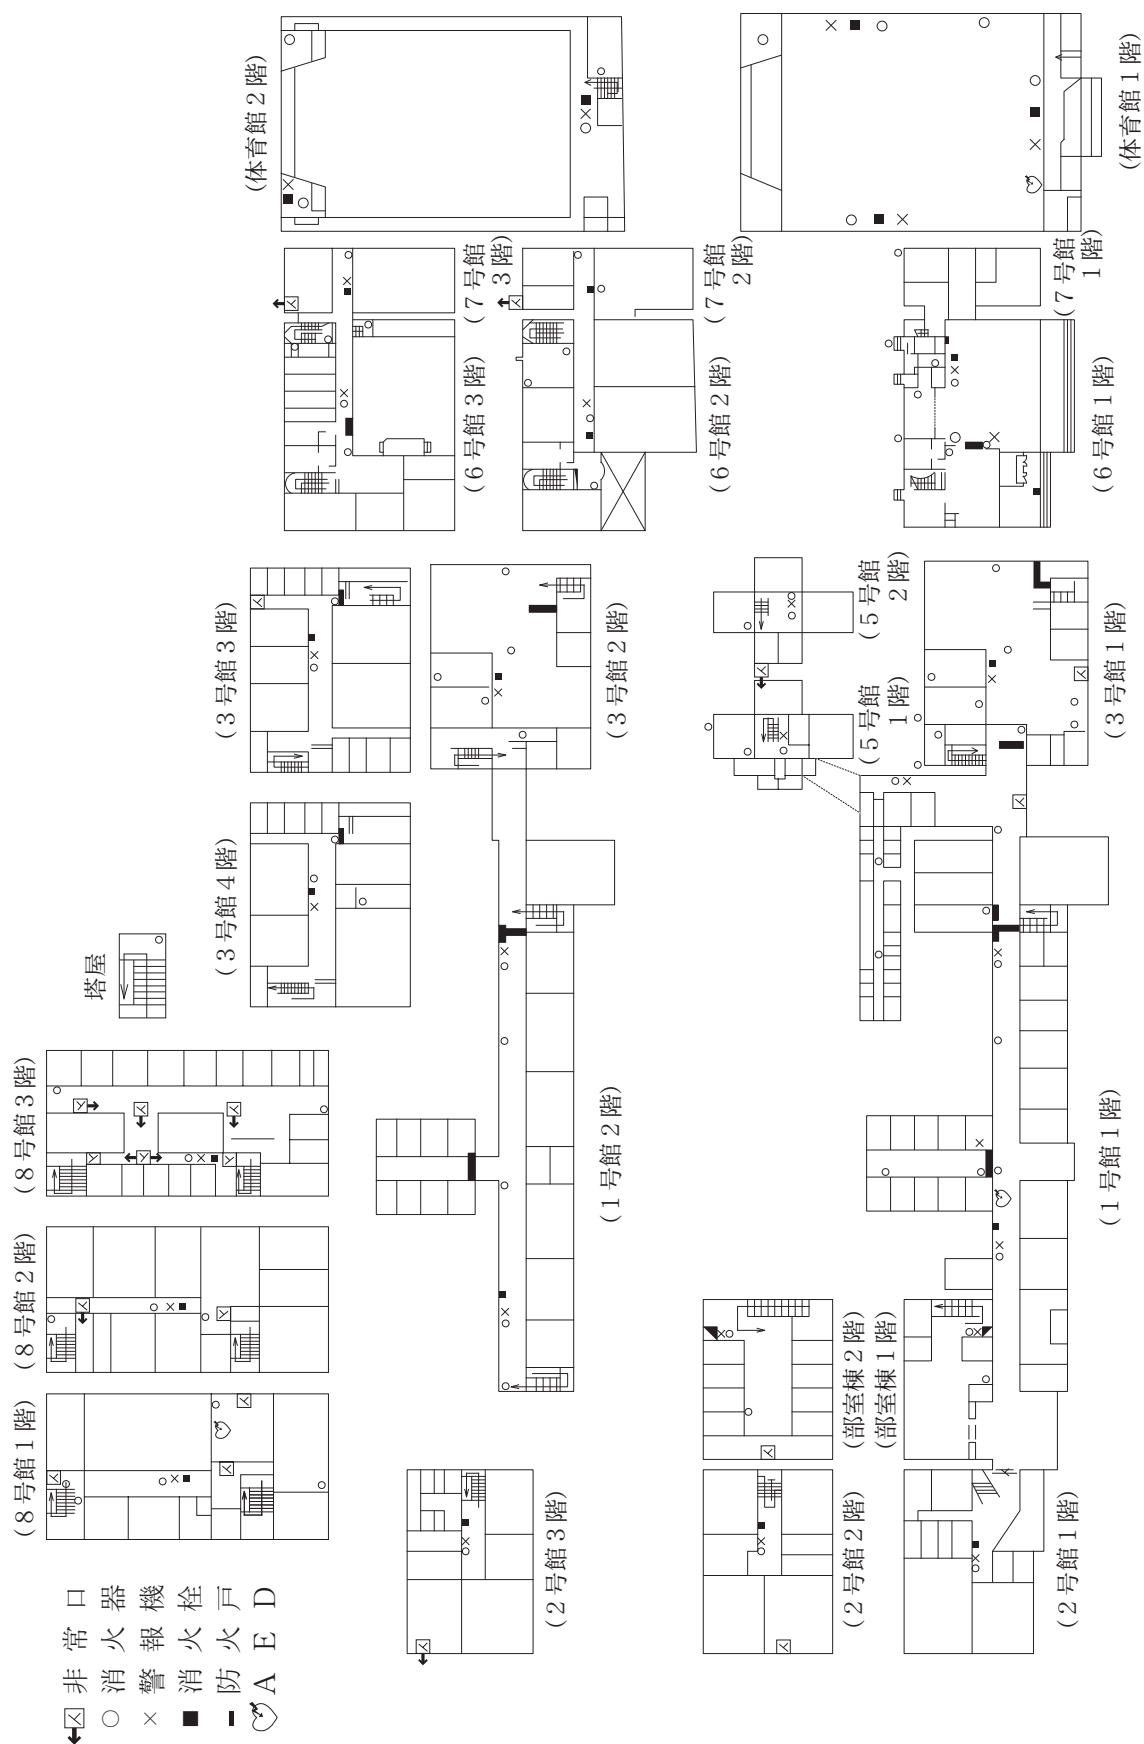 非常口
消火器
警報機
消火栓
防火戸
AED
(8号館1階)
(8号館2階)
(8号館3階)
塔屋
(3号館4階)
(3号館3階)
(体育館2階)
(2号館3階)
(1号館2階)
(3号館2階)
(6号館3階)
(7号館
3階)
(2号館2階)
(部室棟2階)
(部室棟1階)
(5号館
1階)
(5号館
2階)
(6号館2階)
(7号館
2階)
(2号館1階)
(1号館1階)
(3号館1階)
(6号館1階)
(7号館
1階)
(体育館1階)